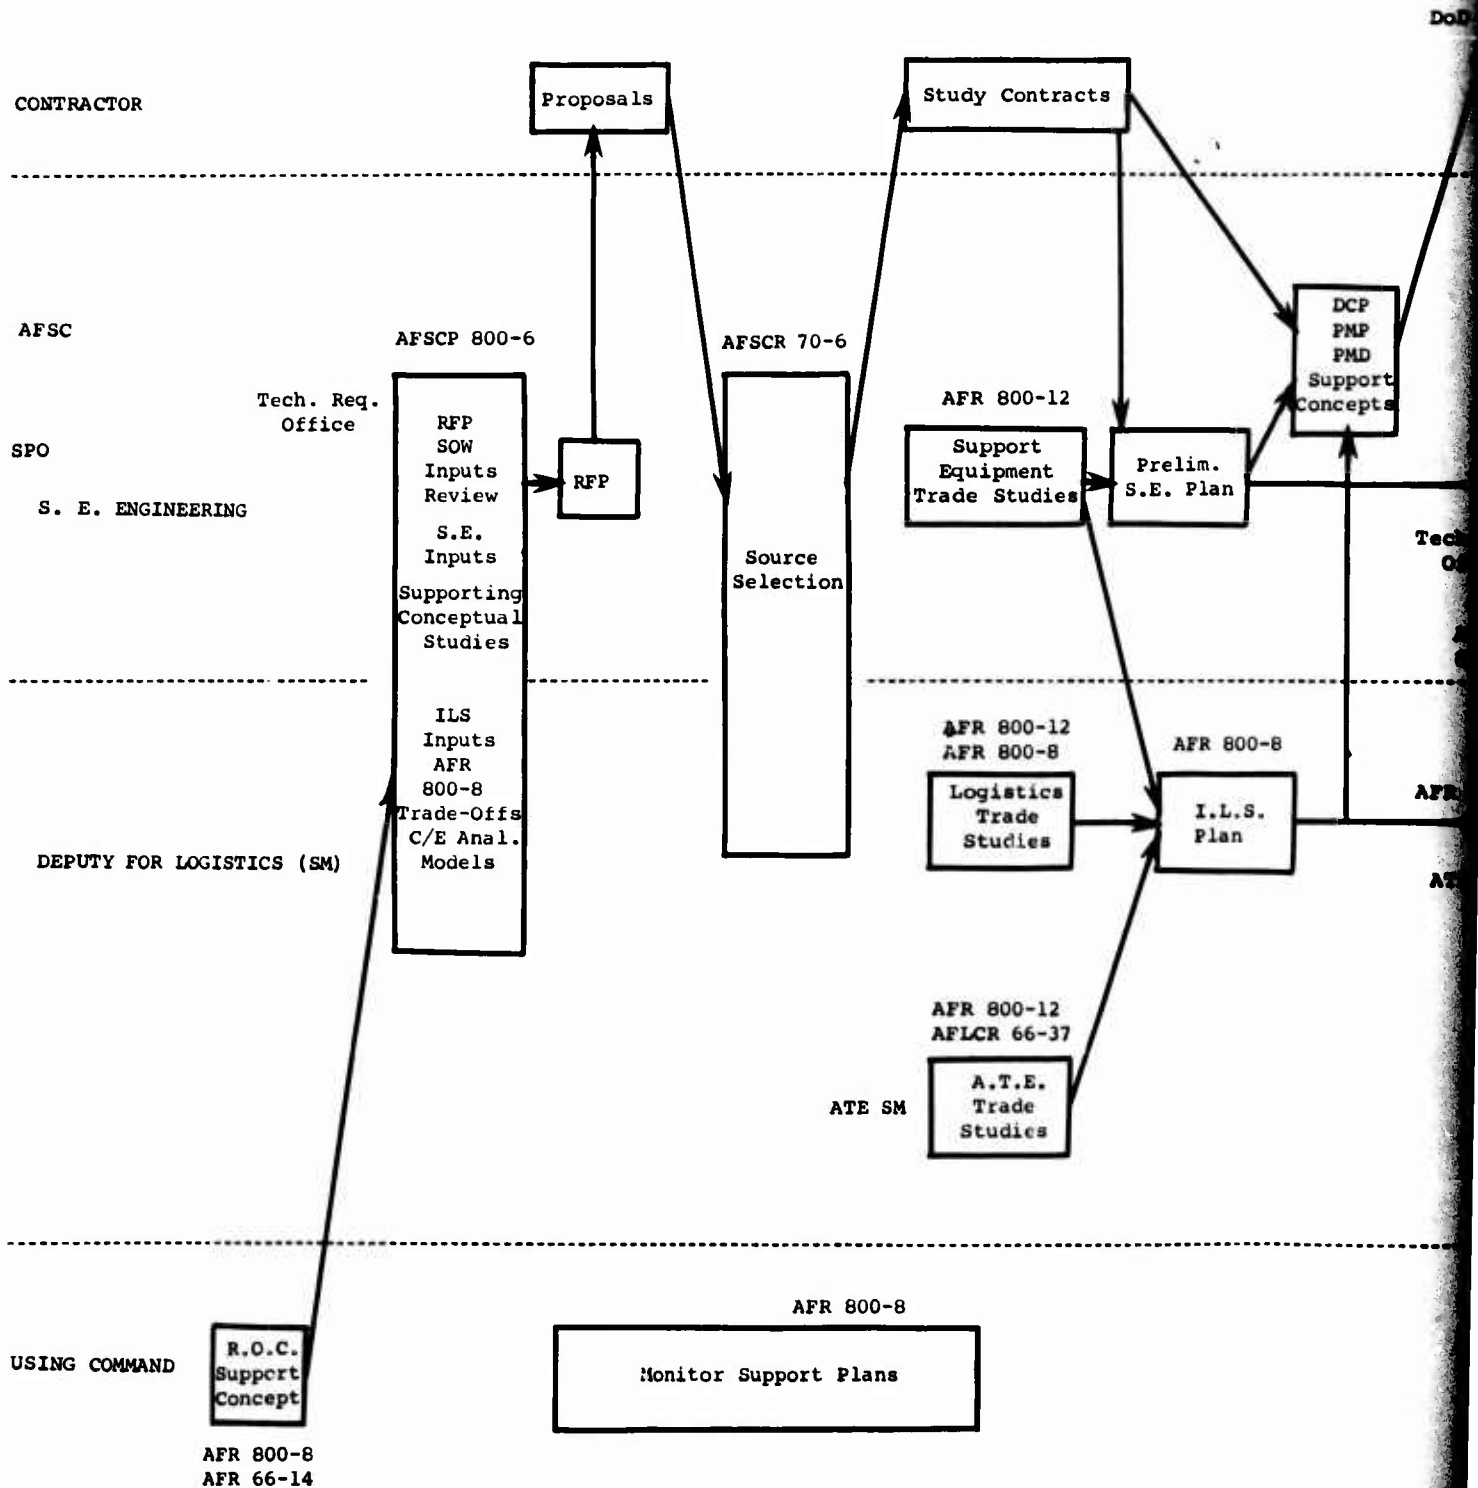 DoD
CONTRACTOR
Proposals
Study Contracts
AFSC
AFSCP 800-6
AFSCR 70-6
DCP
PMP
PMD
Support
Concepts
Tech. Req.
Office
AFR 800-12
SPO
S. E. ENGINEERING
RFP
SOW
Inputs
Review
S.E.
Inputs
Supporting
Conceptual
Studies
RFP
Source
Selection
Support
Equipment
Trade Studies
Prelim.
S.E. Plan
ILS
Inputs
AFR
800-8
Trade-Offs
C/E Anal.
Models
AFR 800-12
AFR 800-8
AFR 800-8
Logistics
Trade
Studies
I.L.S.
Plan
AFR
DEPUTY FOR LOGISTICS (SM)
AFR 800-12
AFLCR 66-37
ATE SM
A.T.E.
Trade
Studies
AFR 800-8
USING COMMAND
R.O.C.
Support
Concept
Monitor Support Plans
AFR 800-8
AFR 66-14